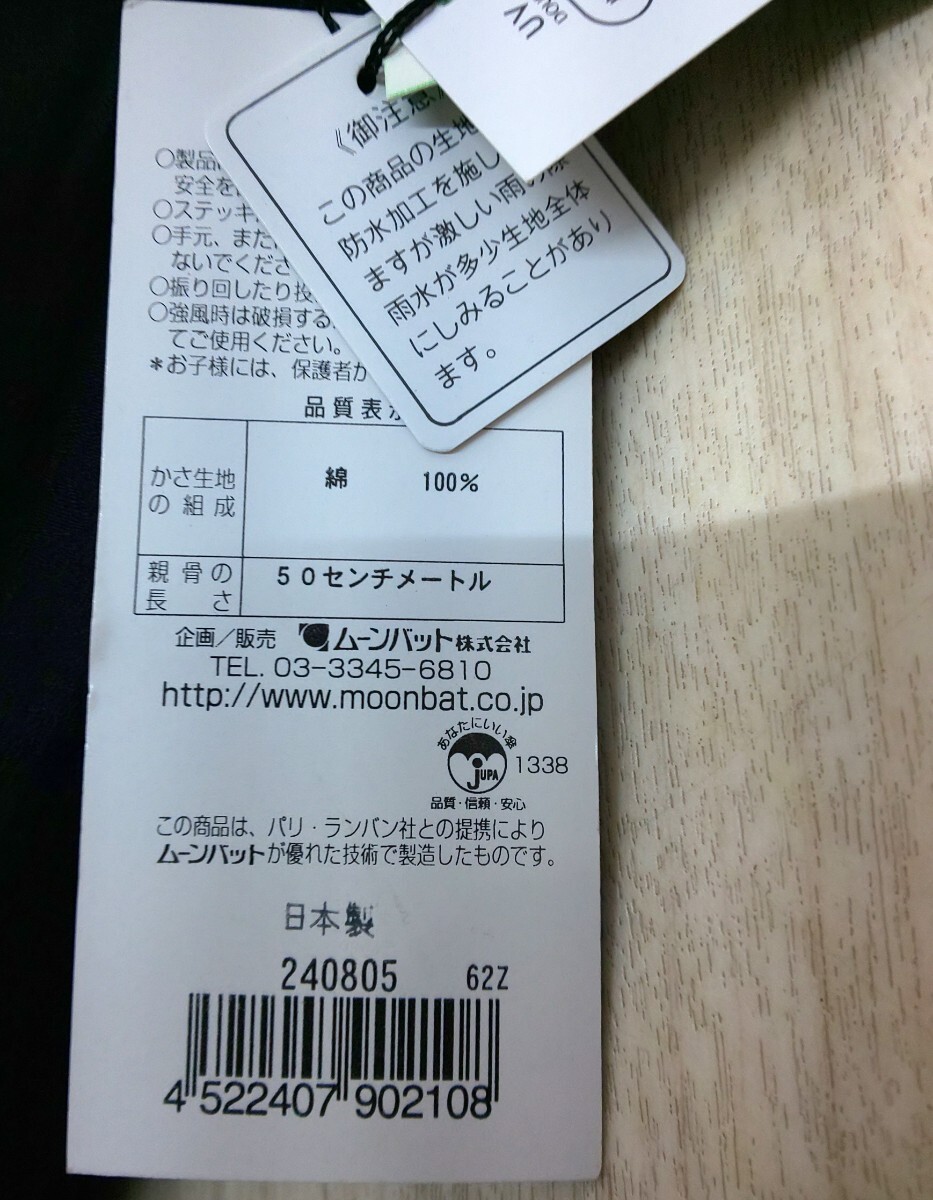 UV
《御注意
この商品の生地
防水加工を施し
ますが激しい雨
雨水が多少生地全体
にしみることがあり
ます。
○製品
安全を
○ステッキ
○手元、また
ないでくださ
○振り回したり投
○強風時は破損する
てご使用ください。
*お子様には、保護者が
品質表示
かさ生地
の組成
綿 100%
親骨の
長さ
50センチメートル
企画/販売 ムーンバット株式会社
TEL. 03-3345-6810
http://www.moonbat.co.jp
あなたにいい傘
JUPA
1338
品質・信頼・安心
この商品は、パリ・ランバン社との提携により
ムーンバットが優れた技術で製造したものです。
日本製
240805 62Z
4 522407 902108